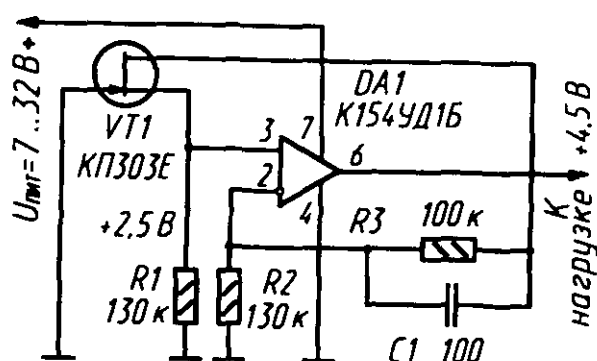 Uпит=7...32 В +
VT1
КП303Е
+2,5 В
R1
130 к
R2
130 к
3
2
7
4
6
DA1
К154УД1Б
R3
100 к
C1 100
К нагрузке +4,5 В